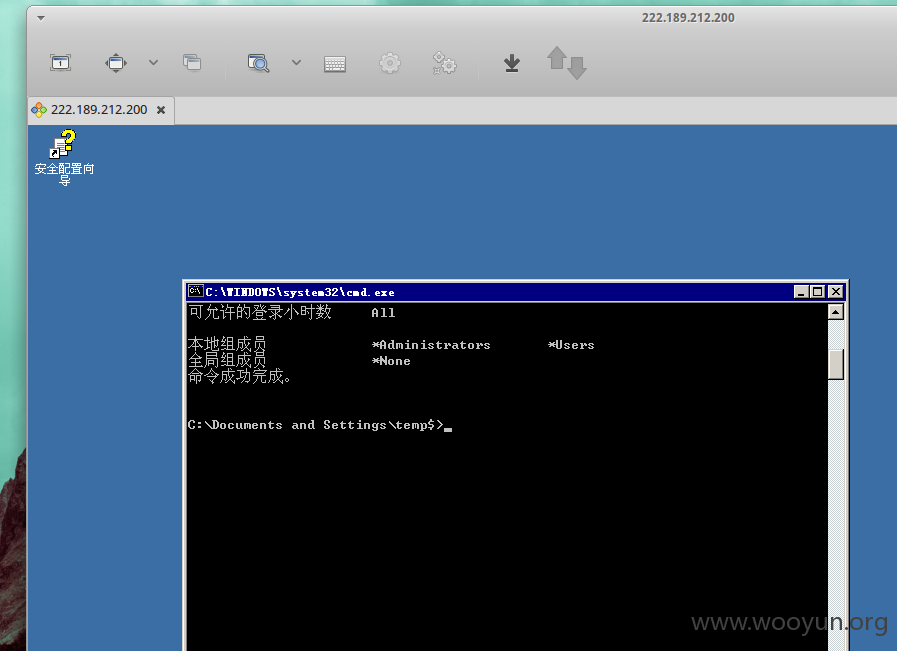 222.189.212.200
1
222.189.212.200
安全配置向
导
C:\WINDOWS\system32\cmd.exe
可允许的登录小时数 All
本地组成员 *Administrators *Users
全局组成员 *None
命令成功完成。
C:\Documents and Settings\temp$>
www.wooyun.org